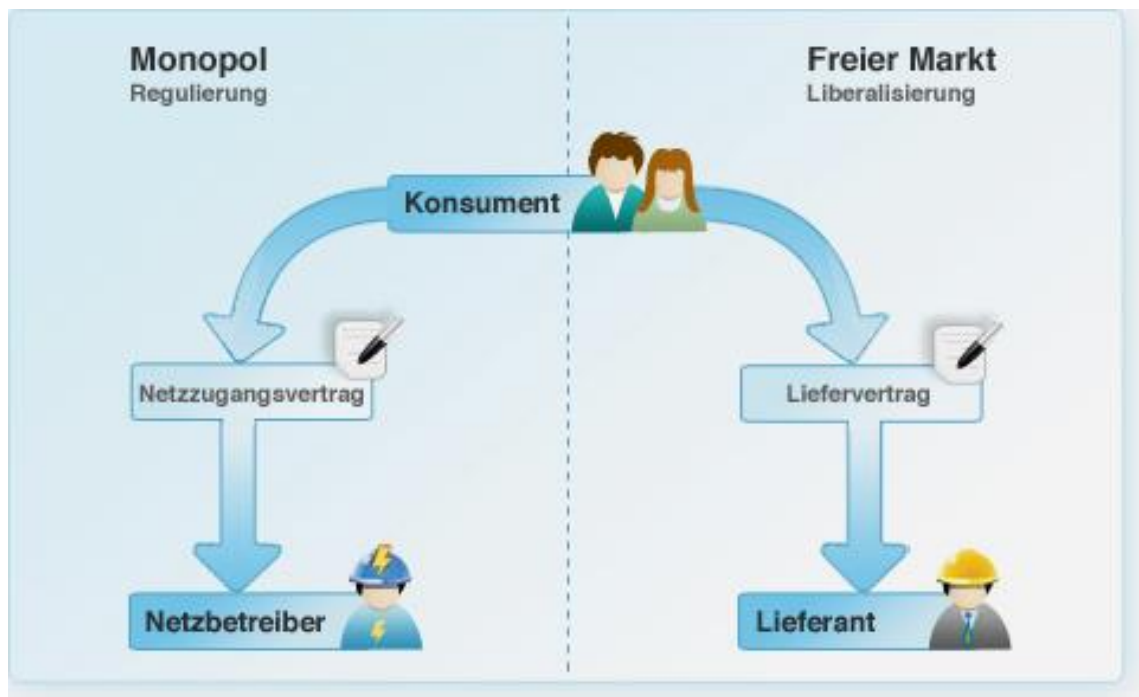 Monopol
Regulierung
Freier Markt
Liberalisierung
Konsument
Netzzugangsvertrag
Liefervertrag
Netzbetreiber
Lieferant